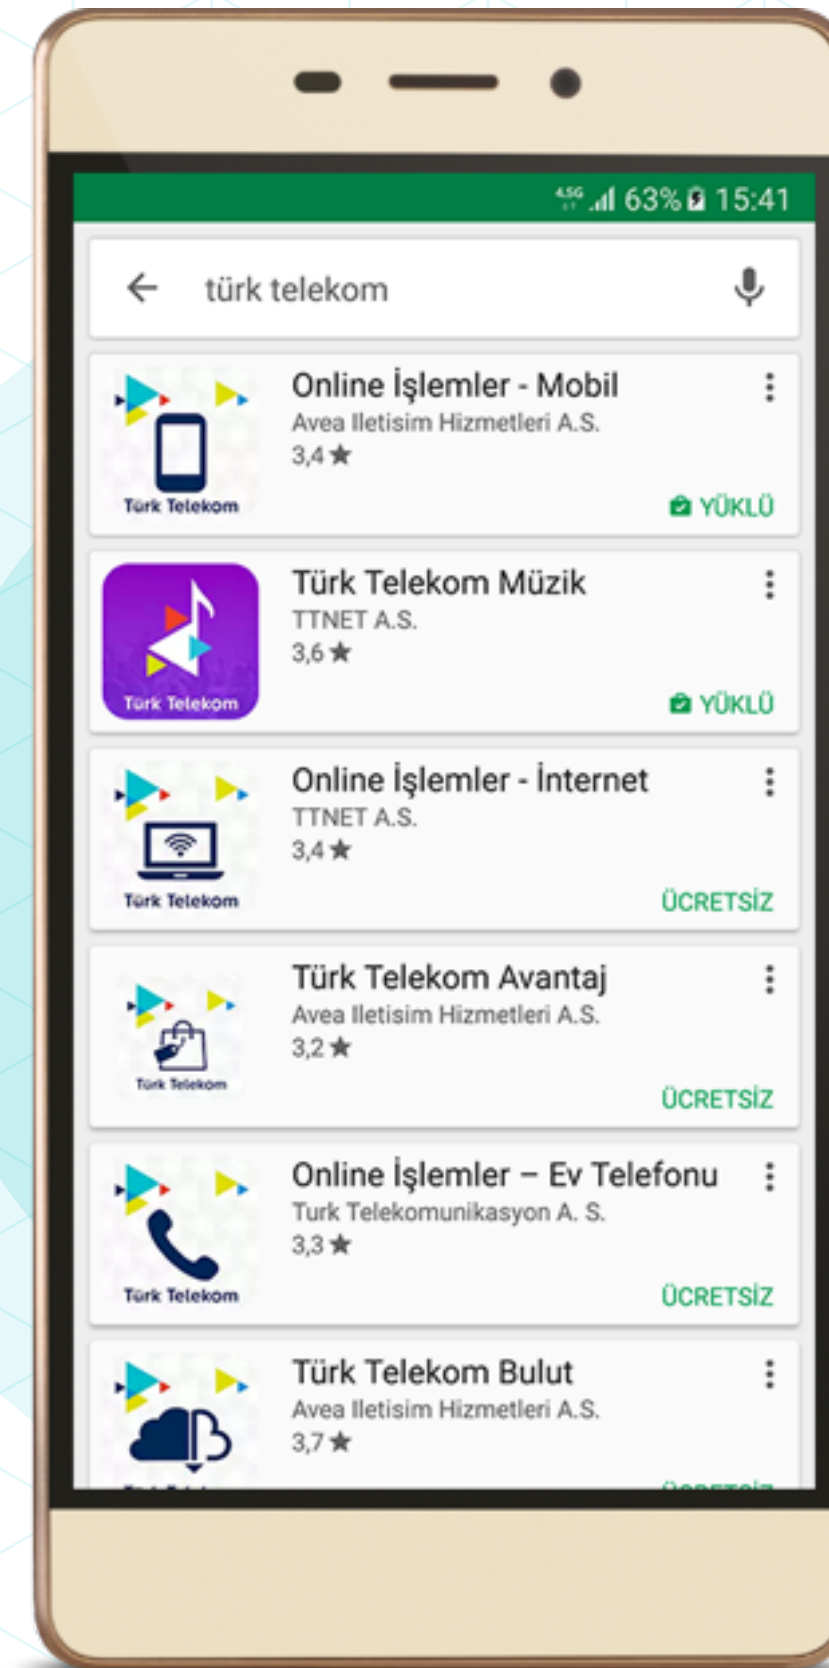 4.5G 63% 15:41
türk telekom
Online İşlemler - Mobil
Avea Iletisim Hizmetleri A.S.
3,4
Türk Telekom
YÜKLÜ
Türk Telekom Müzik
TTNET A.S.
3,6
Türk Telekom
YÜKLÜ
Online İşlemler - İnternet
TTNET A.S.
3,4
Türk Telekom
ÜCRETSİZ
Türk Telekom Avantaj
Avea Iletisim Hizmetleri A.S.
3,2
Türk Telekom
ÜCRETSİZ
Online İşlemler – Ev Telefonu
Turk Telekomunikasyon A. S.
3,3
Türk Telekom
ÜCRETSİZ
Türk Telekom Bulut
Avea Iletisim Hizmetleri A.S.
3,7